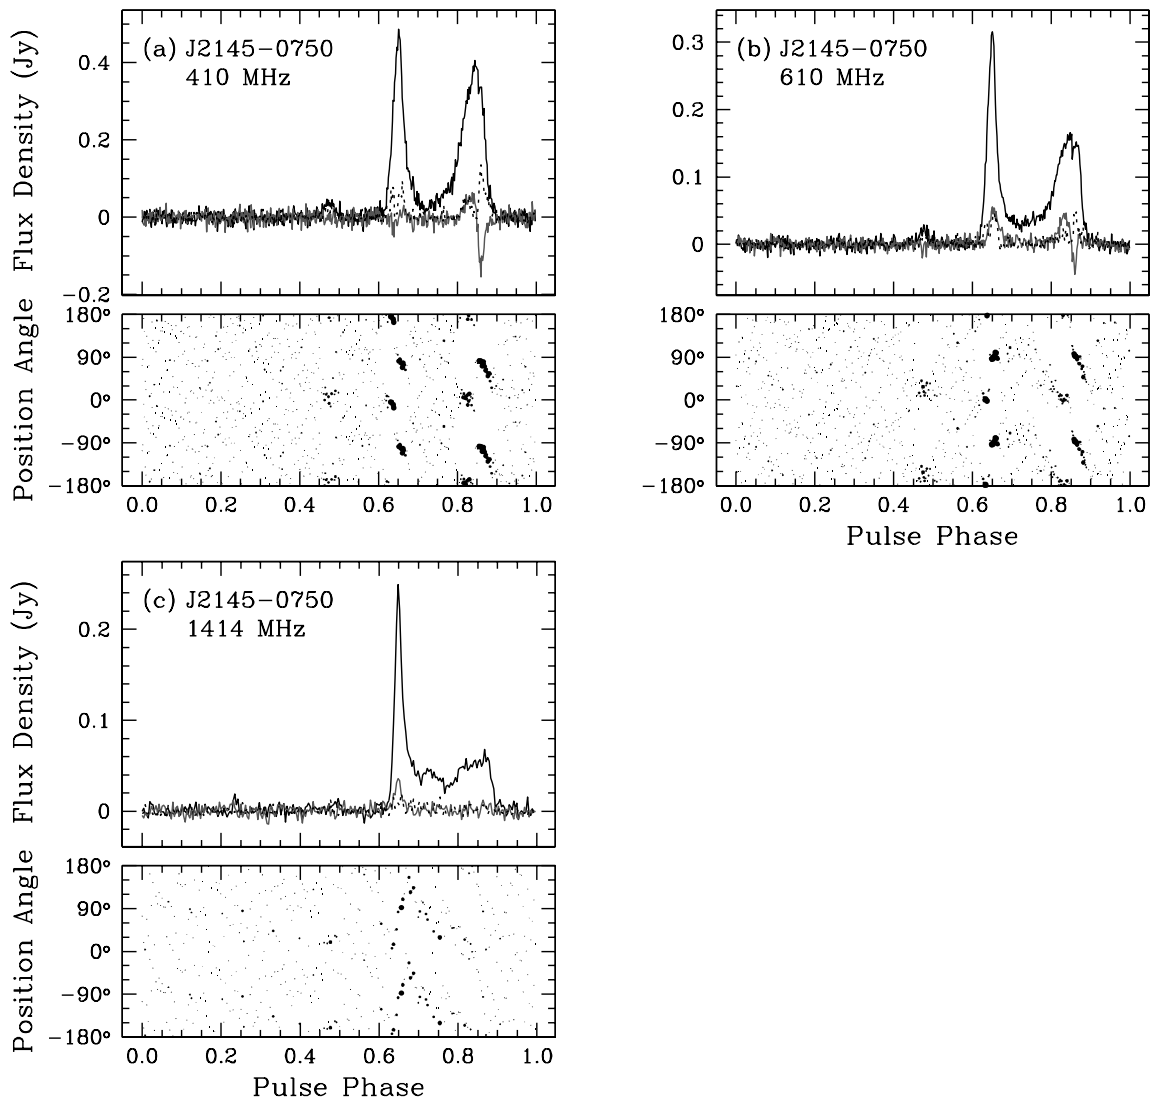 (a) J2145−0750
410 MHz
Flux Density (Jy)
0.4
0.2
0
−0.2
Position Angle
180°
90°
0°
−90°
−180°
0.0 0.2 0.4 0.6 0.8 1.0
(b) J2145−0750
610 MHz
0.3
0.2
0.1
0
180°
90°
0°
−90°
−180°
0.0 0.2 0.4 0.6 0.8 1.0
Pulse Phase
(c) J2145−0750
1414 MHz
Flux Density (Jy)
0.2
0.1
0
Position Angle
180°
90°
0°
−90°
−180°
0.0 0.2 0.4 0.6 0.8 1.0
Pulse Phase